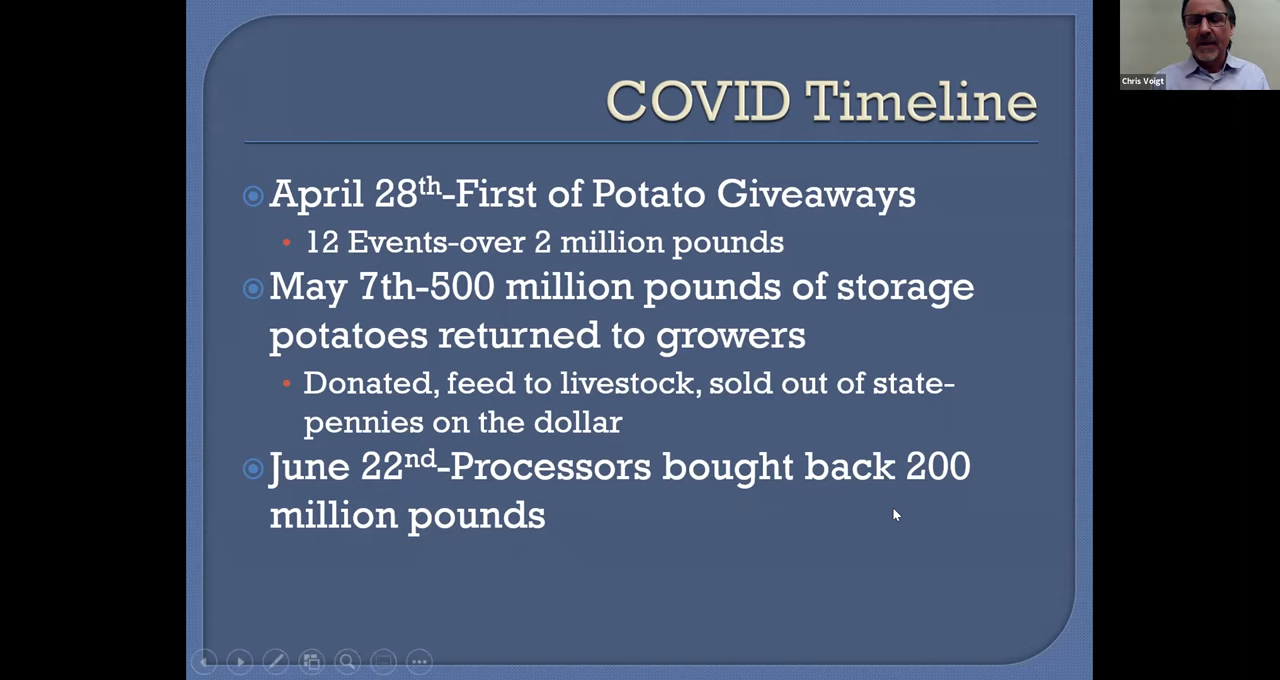 COVID Timeline
April 28th-First of Potato Giveaways
12 Events-over 2 million pounds
May 7th-500 million pounds of storage
potatoes returned to growers
Donated, feed to livestock, sold out of state-
pennies on the dollar
June 22nd-Processors bought back 200
million pounds
Chris Voigt